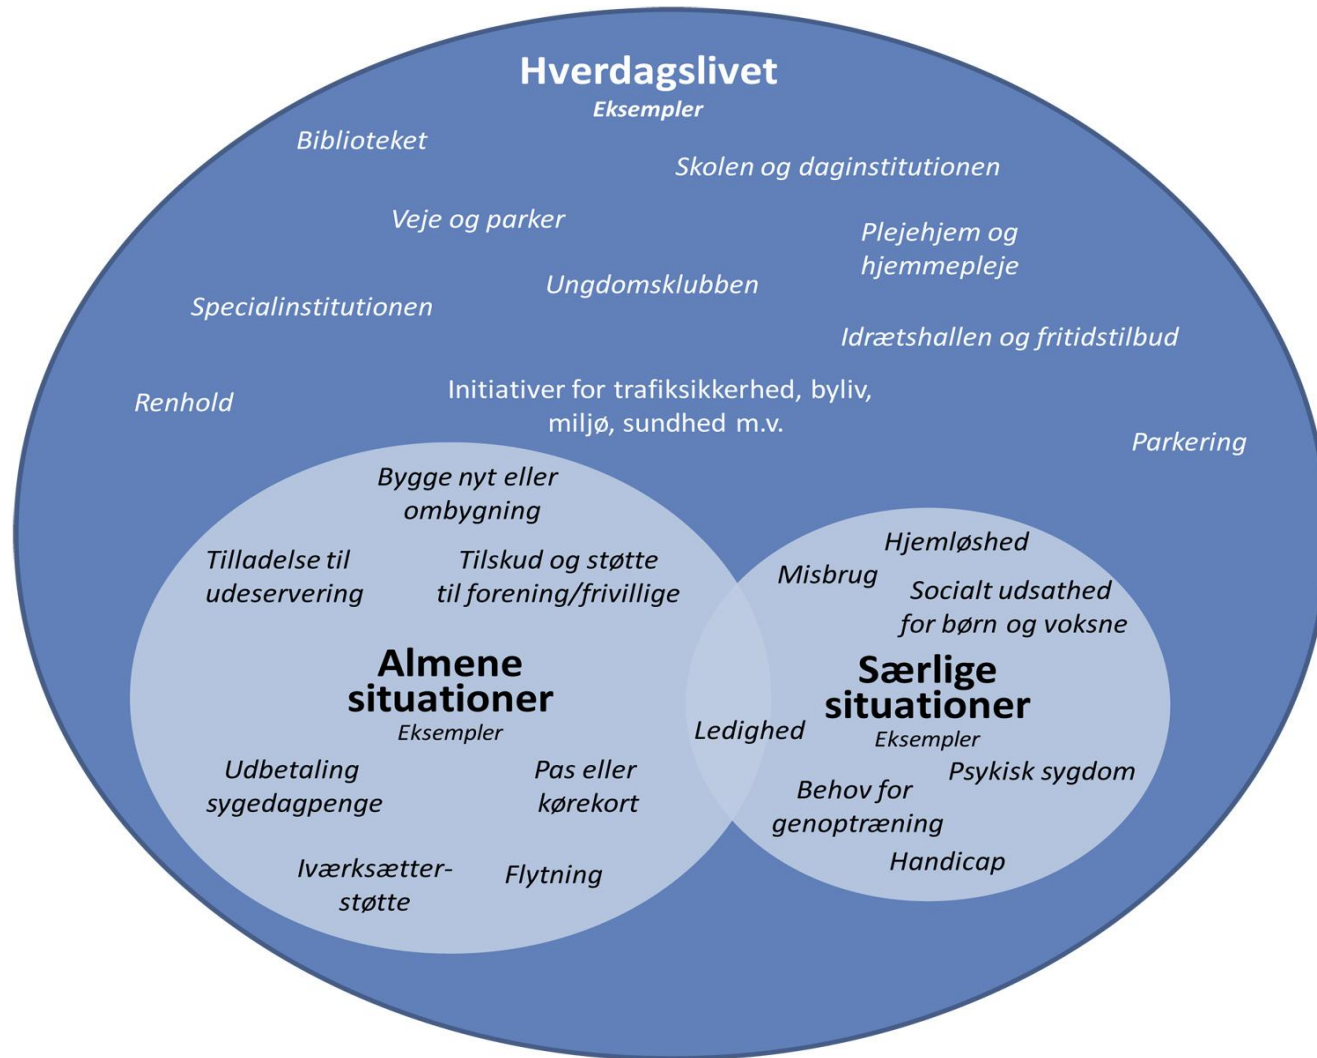 Hverdagslivet
Eksempler
Biblioteket
Skolen og daginstitutionen
Veje og parker
Plejehjem og
hjemmepleje
Ungdomsklubben
Specialinstitutionen
Idrætshallen og fritidstilbud
Renhold
Initiativer for trafiksikkerhed, byliv,
miljø, sundhed m.v.
Parkering
Bygge nyt eller
ombygning
Tilladelse til
udeservering
Tilskud og støtte
til forening/frivillige
Almene
situationer
Eksempler
Udbetaling
sygedagpenge
Pas eller
kørekort
Iværksætter-
støtte
Flytning
Ledighed
Hjemløshed
Misbrug
Socialt udsathed
for børn og voksne
Særlige
situationer
Eksempler
Psykisk sygdom
Behov for
genoptræning
Handicap